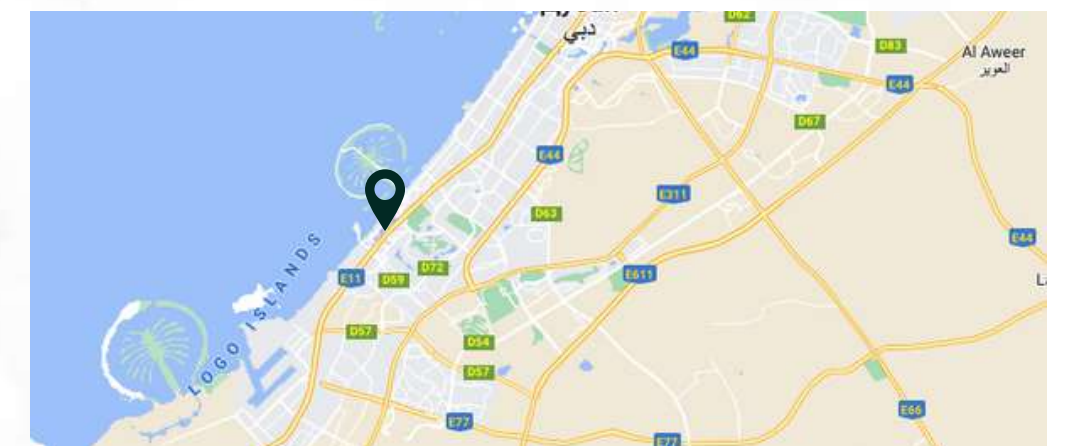 دبي
D62
E44
D83
Al Aweer
العوير
E44
D67
E44
E311
D63
E44
D72
E11
D59
E611
LOGO ISLANDS
D57
D54
D57
E66
E77
E77